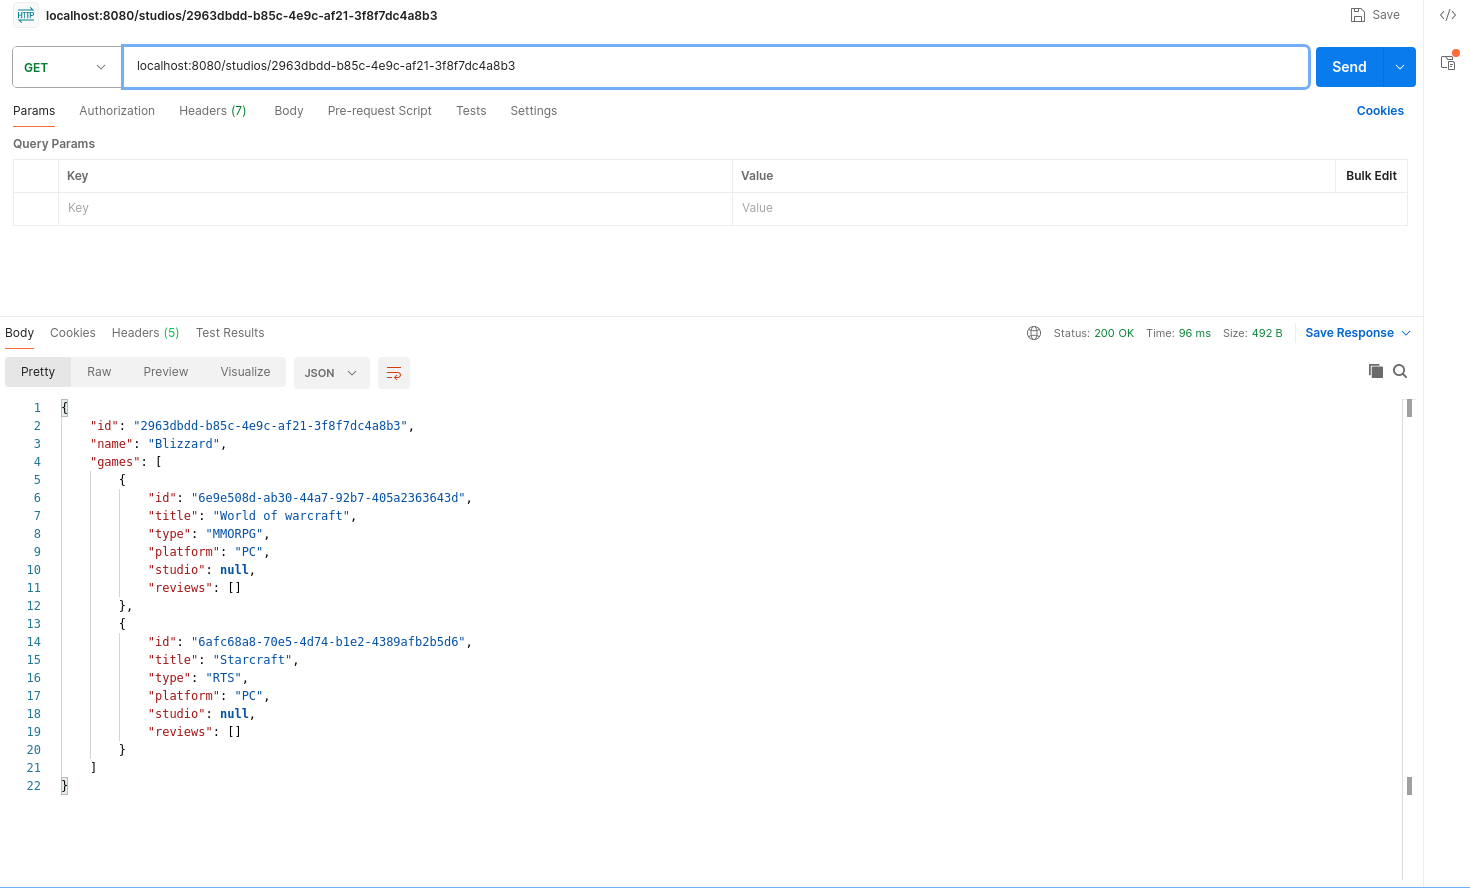 HTTP localhost:8080/studios/2963dbdd-b85c-4e9c-af21-3f8f7dc4a8b3 Save </>
GET localhost:8080/studios/2963dbdd-b85c-4e9c-af21-3f8f7dc4a8b3 Send
Params Authorization Headers (7) Body Pre-request Script Tests Settings Cookies
Query Params
Key Value Bulk Edit
Key Value
Body Cookies Headers (5) Test Results Status: 200 OK Time: 96 ms Size: 492 B Save Response
Pretty Raw Preview Visualize JSON
1 {
2 "id": "2963dbdd-b85c-4e9c-af21-3f8f7dc4a8b3",
3 "name": "Blizzard",
4 "games": [
5 {
6 "id": "6e9e508d-ab30-44a7-92b7-405a2363643d",
7 "title": "World of warcraft",
8 "type": "MMORPG",
9 "platform": "PC",
10 "studio": null,
11 "reviews": []
12 },
13 {
14 "id": "6afc68a8-70e5-4d74-b1e2-4389afb2b5d6",
15 "title": "Starcraft",
16 "type": "RTS",
17 "platform": "PC",
18 "studio": null,
19 "reviews": []
20 }
21 ]
22 }